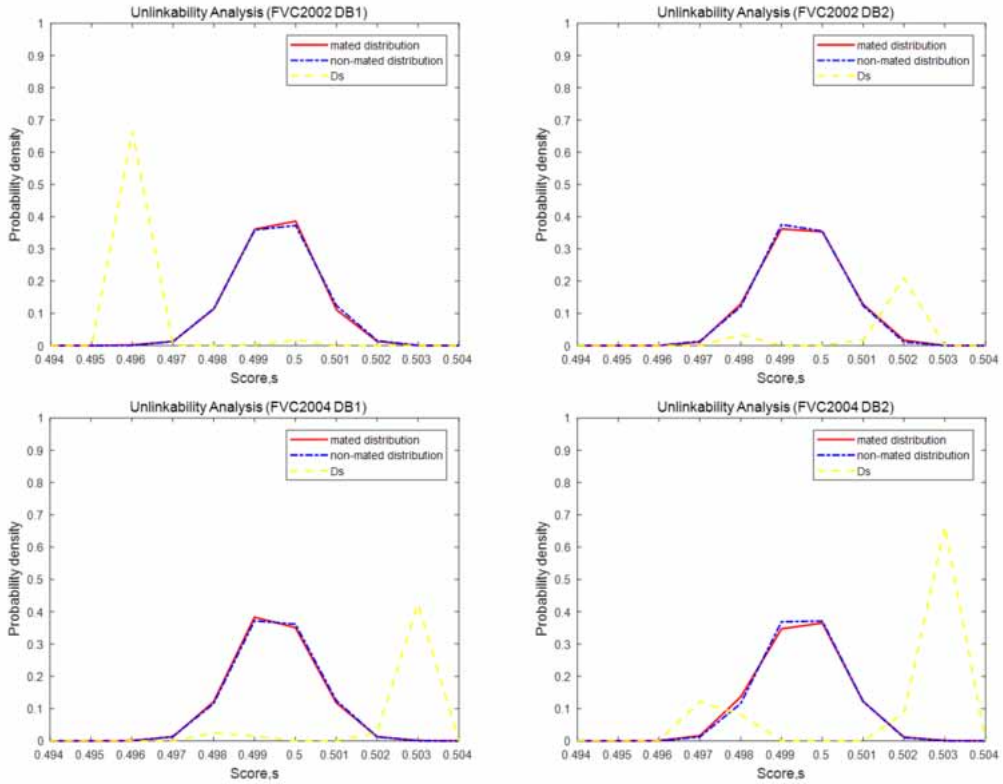 Unlinkability Analysis (FVC2002 DB1)
mated distribution
non-mated distribution
Ds
1
0.9
0.8
0.7
0.6
0.5
0.4
0.3
0.2
0.1
0
Probability density
0.494 0.495 0.496 0.497 0.498 0.499 0.5 0.501 0.502 0.503 0.504
Score,s
Unlinkability Analysis (FVC2002 DB2)
mated distribution
non-mated distribution
Ds
1
0.9
0.8
0.7
0.6
0.5
0.4
0.3
0.2
0.1
0
Probability density
0.494 0.495 0.496 0.497 0.498 0.499 0.5 0.501 0.502 0.503 0.504
Score,s
Unlinkability Analysis (FVC2004 DB1)
mated distribution
non-mated distribution
Ds
1
0.9
0.8
0.7
0.6
0.5
0.4
0.3
0.2
0.1
0
Probability density
0.494 0.495 0.496 0.497 0.498 0.499 0.5 0.501 0.502 0.503 0.504
Score,s
Unlinkability Analysis (FVC2004 DB2)
mated distribution
non-mated distribution
Ds
1
0.9
0.8
0.7
0.6
0.5
0.4
0.3
0.2
0.1
0
Probability density
0.494 0.495 0.496 0.497 0.498 0.499 0.5 0.501 0.502 0.503 0.504
Score,s